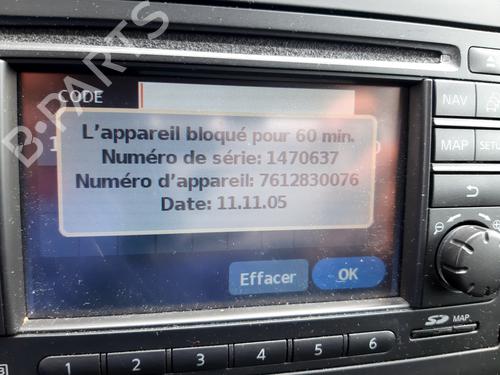 B-PARTS
CODE
L'appareil bloqué pour 60 min.
Numéro de série: 1470637
Numéro d'appareil: 7612830076
Date: 11.11.05
Effacer
OK
NAV
MAP
SETU
SD MAP
1 2 3 4 5 6